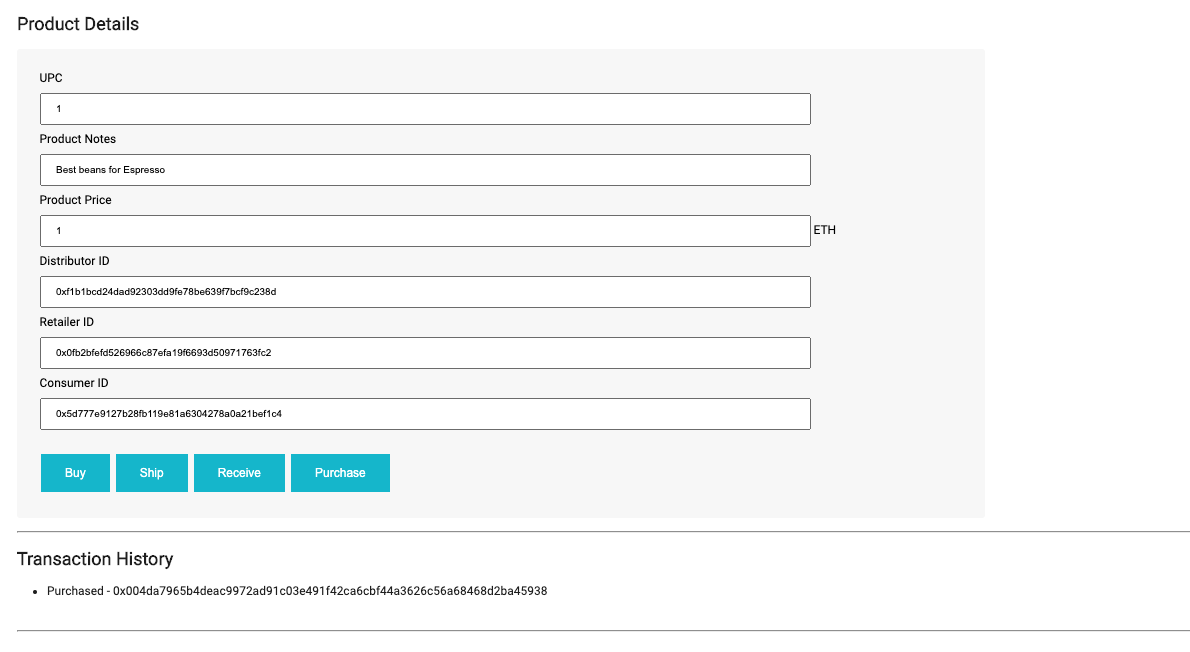 Product Details
UPC
1
Product Notes
Best beans for Espresso
Product Price
1
ETH
Distributor ID
0xf1b1bcd24dad92303dd9fe78be639f7bcf9c238d
Retailer ID
0x0fb2bfefd526966c87efa19f6693d50971763fc2
Consumer ID
0x5d777e9127b28fb119e81a6304278a0a21bef1c4
Buy Ship Receive Purchase
Transaction History
Purchased - 0x004da7965b4deac9972ad91c03e491f42ca6cbf44a3626c56a68468d2ba45938